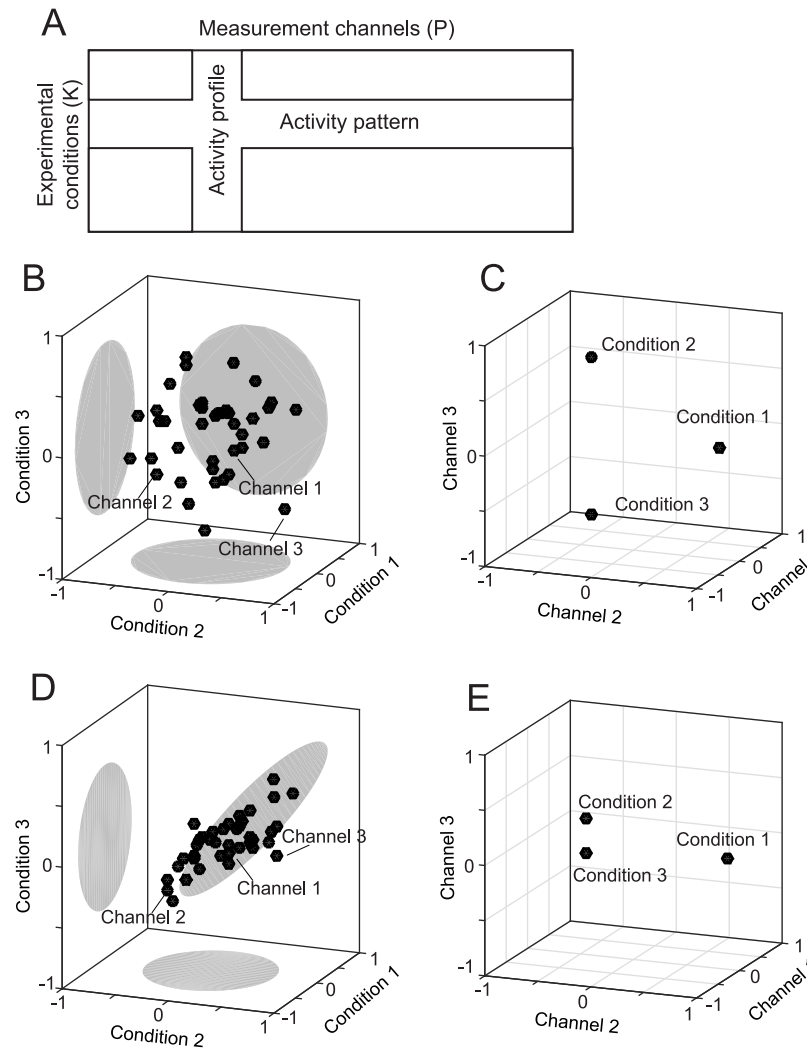 A
Measurement channels (P)
Experimental
conditions (K)
Activity profile
Activity pattern
B
1
0
-1
Condition 3
Channel 2
Channel 1
Channel 3
-1
0
1
Condition 2
-1
0
1
Condition 1
C
1
0
-1
Channel 3
Condition 2
Condition 1
Condition 3
-1
0
1
Channel 2
-1
0
1
Channel
D
1
0
-1
Condition 3
Channel 3
Channel 1
Channel 2
-1
0
1
Condition 2
-1
0
1
Condition 1
E
1
0
-1
Channel 3
Condition 2
Condition 1
Condition 3
-1
0
1
Channel 2
-1
0
1
Channel